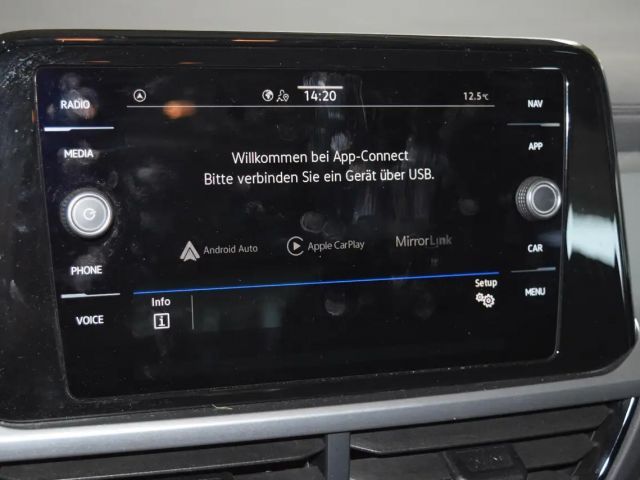 RADIO
MEDIA
PHONE
VOICE
14:20
12.5°C
Willkommen bei App-Connect
Bitte verbinden Sie ein Gerät über USB.
Android Auto
Apple CarPlay
MirrorLink
Info
i
Setup
NAV
APP
CAR
MENU